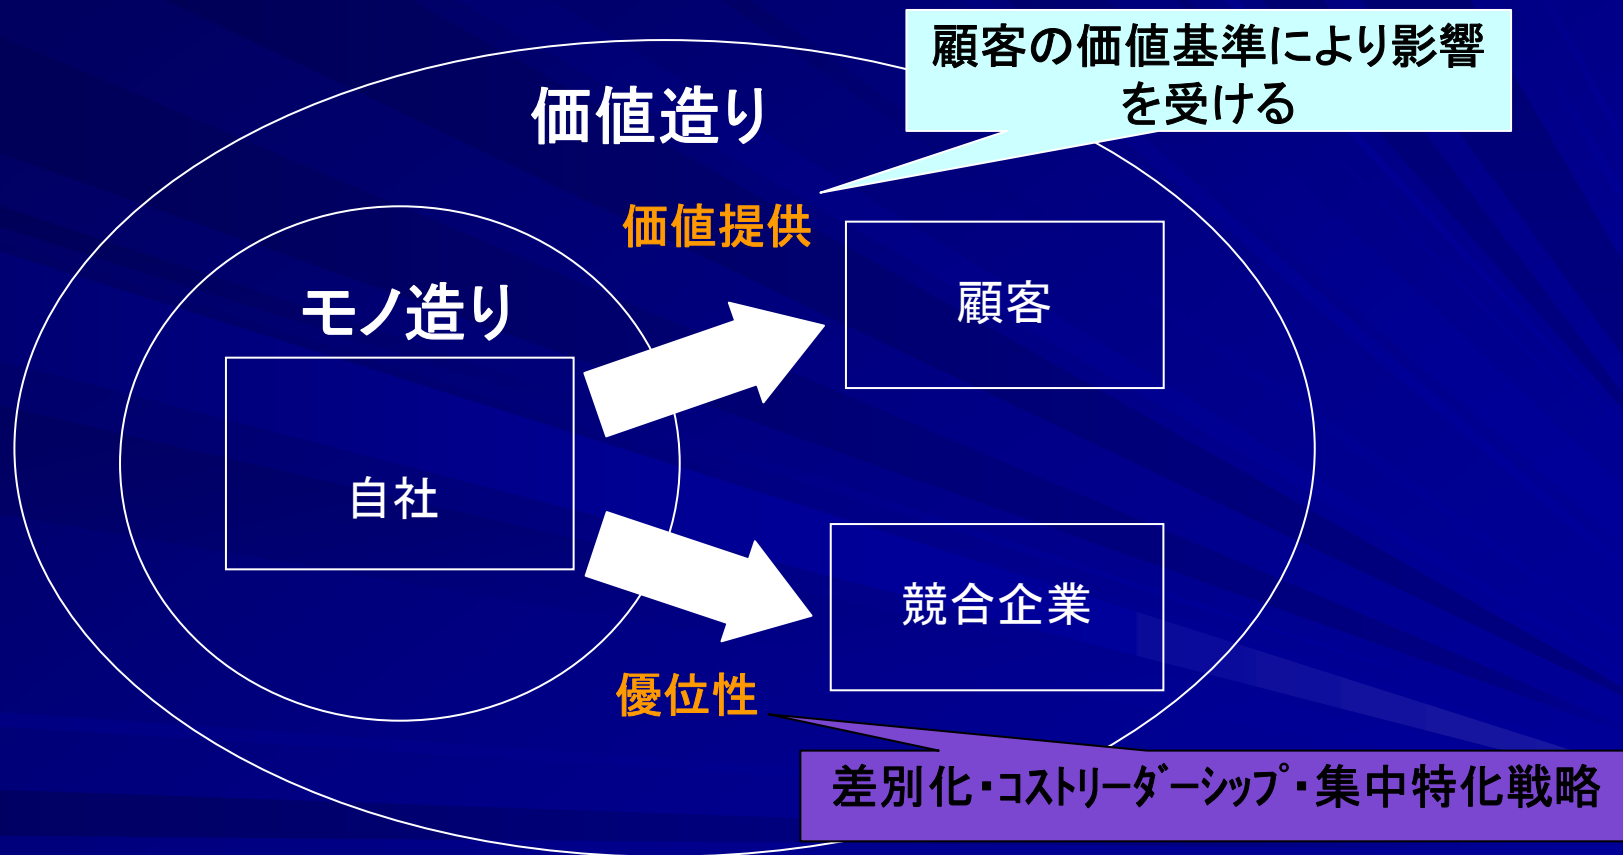 顧客の価値基準により影響
を受ける
価値造り
価値提供
モノ造り
顧客
自社
競合企業
優位性
差別化・ｺｽﾄﾘｰﾀﾞｰｼｯﾌﾟ・集中特化戦略